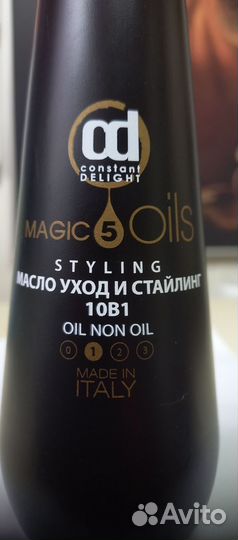 cd
constant
DELIGHT
MAGIC 5 Oils
STYLING
МАСЛО УХОД И СТАЙЛИНГ
10В1
OIL NON OIL
0 1 2 3
MADE IN
ITALY
Avito